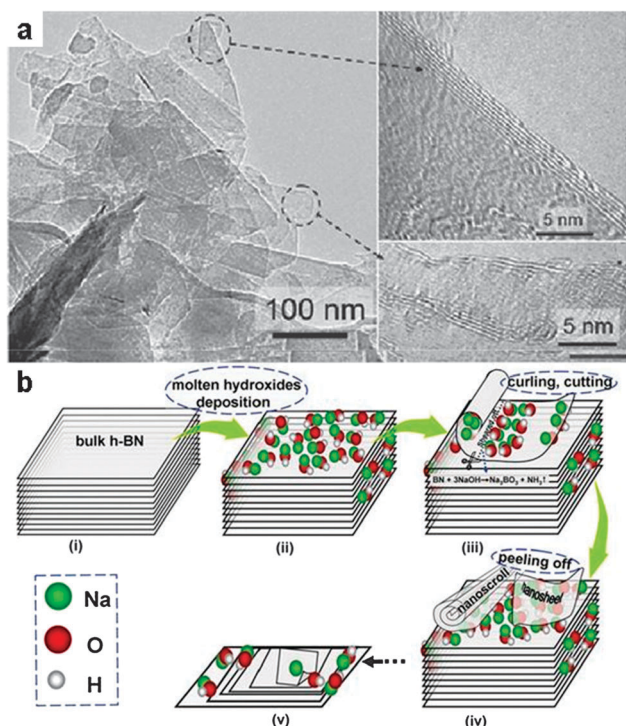 a
5 nm
100 nm
5 nm
b
molten hydroxides
deposition
curling, cutting
bulk h-BN
BN + 3NaOH→Na₃BO₃ + NH₃↑
(i)
(ii)
(iii)
peeling off
nanoscroll
nanosheet
Na
O
H
(v)
(iv)